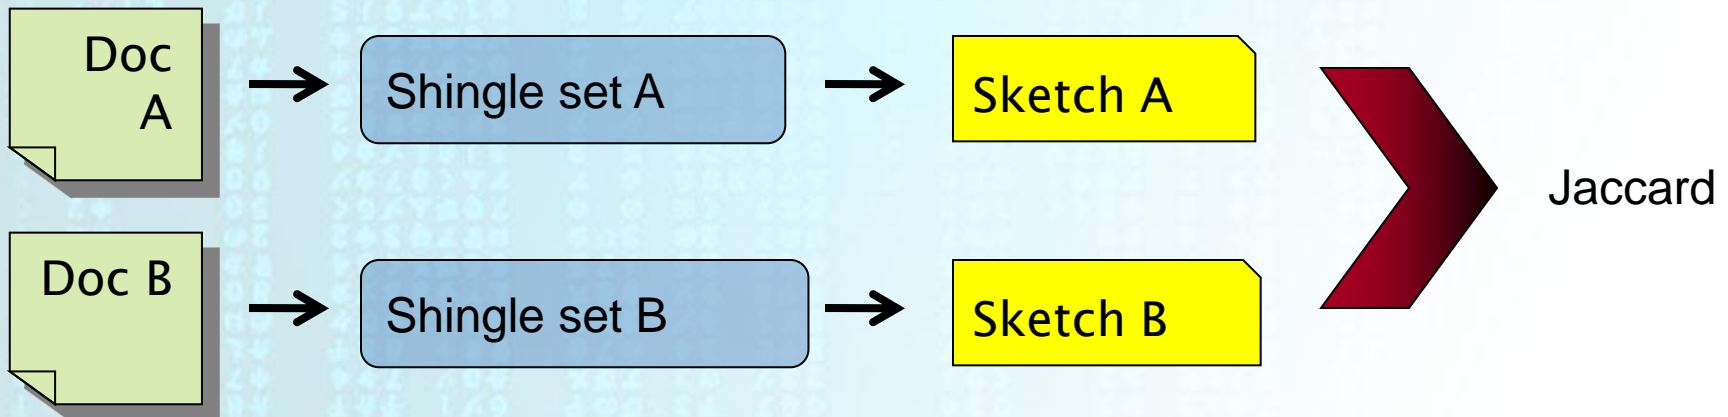 Doc
A
Shingle set A
Sketch A
Jaccard
Doc B
Shingle set B
Sketch B